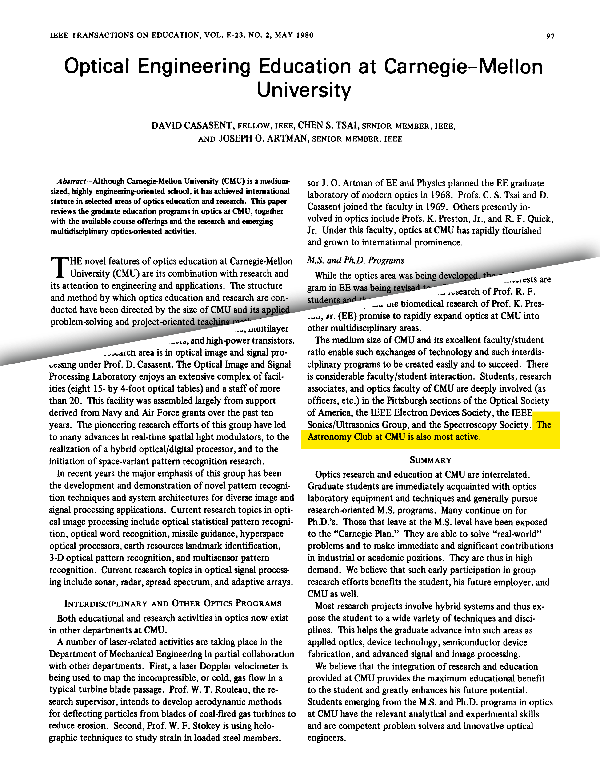 IEEE TRANSACTIONS ON EDUCATION, VOL. E-23, NO. 2, MAY 1980
97
Optical Engineering Education at Carnegie-Mellon
University
DAVID CASASENT, FELLOW, IEEE, CHEN S. TSAI, SENIOR MEMBER, IEEE,
AND JOSEPH O. ARTMAN, SENIOR MEMBER, IEEE
Abstract—Although Carnegie-Mellon University (CMU) is a medium-
sized, highly engineering-oriented school, it has achieved international
stature in selected areas of optics education and research. This paper
reviews the graduate education programs in optics at CMU, together
with the available course offerings and the research and emerging
multidisciplinary optics-oriented activities.
THE novel features of optics education at Carnegie-Mellon
University (CMU) are its combination with research and
its attention to engineering and applications. The structure
and method by which optics education and research are con-
ducted have been directed by the size of CMU and its applied
problem-solving and project-oriented teaching
multilayer
and high-power transistors.
research area is in optical image and signal pro-
cessing under Prof. D. Casasent. The Optical Image and Signal
Processing Laboratory enjoys an extensive complex of facil-
ities (eight 15- by 4-foot optical tables) and a staff of more
than 20. This facility was assembled largely from support
derived from Navy and Air Force grants over the past ten
years. The pioneering research efforts of this group have led
to many advances in real-time spatial light modulators, to the
realization of a hybrid optical/digital processor, and to the
initiation of space-variant pattern recognition research.
In recent years the major emphasis of this group has been
the development and demonstration of novel pattern recogni-
tion techniques and system architectures for diverse image and
signal processing applications. Current research topics in opti-
cal image processing include optical statistical pattern recogni-
tion, optical word recognition, missile guidance, hyperspace
optical processors, earth resources landmark identification,
3-D optical pattern recognition, and multisensor pattern
recognition. Current research topics in optical signal process-
ing include sonar, radar, spread spectrum, and adaptive arrays.
INTERDISCIPLINARY AND OTHER OPTICS PROGRAMS
Both educational and research activities in optics now exist
in other departments at CMU.
A number of laser-related activities are taking place in the
Department of Mechanical Engineering in partial collaboration
with other departments. First, a laser Doppler velocimeter is
being used to map the incompressible, or cold, gas flow in a
typical turbine blade passage. Prof. W. T. Rouleau, the re-
search supervisor, intends to develop aerodynamic methods
for deflecting particles from blades of coal-fired gas turbines to
reduce erosion. Second, Prof. W. F. Stokey is using holo-
graphic techniques to study strain in loaded steel members.
sor J. O. Artman of EE and Physics planned the EE graduate
laboratory of modern optics in 1968. Profs. C. S. Tsai and D.
Casasent joined the faculty in 1969. Others presently in-
volved in optics include Profs. K. Preston, Jr., and R. F. Quick,
Jr. Under this faculty, optics at CMU has rapidly flourished
and grown to international prominence.
M.S. and Ph.D. Programs
While the optics area was being developed, the
gram in EE was being revised to
students and
interests are
research of Prof. R. F.
the biomedical research of Prof. K. Pres-
ton, Jr. (EE) promise to rapidly expand optics at CMU into
other multidisciplinary areas.
The medium size of CMU and its excellent faculty/student
ratio enable such exchanges of technology and such interdis-
ciplinary programs to be created easily and to succeed. There
is considerable faculty/student interaction. Students, research
associates, and optics faculty of CMU are deeply involved (as
officers, etc.) in the Pittsburgh sections of the Optical Society
of America, the IEEE Electron Devices Society, the IEEE
Sonics/Ultrasonics Group, and the Spectroscopy Society. The
Astronomy Club at CMU is also most active.
SUMMARY
Optics research and education at CMU are interrelated.
Graduate students are immediately acquainted with optics
laboratory equipment and techniques and generally pursue
research-oriented M.S. programs. Many continue on for
Ph.D.'s. Those that leave at the M.S. level have been exposed
to the "Carnegie Plan." They are able to solve "real-world"
problems and to make immediate and significant contributions
in industrial or academic positions. They are thus in high
demand. We believe that such early participation in group
research efforts benefits the student, his future employer, and
CMU as well.
Most research projects involve hybrid systems and thus ex-
pose the student to a wide variety of techniques and disci-
plines. This helps the graduate advance into such areas as
applied optics, device technology, semiconductor device
fabrication, and advanced signal and image processing.
We believe that the integration of research and education
provided at CMU provides the maximum educational benefit
to the student and greatly enhances his future potential.
Students emerging from the M.S. and Ph.D. programs in optics
at CMU have the relevant analytical and experimental skills
and are competent problem solvers and innovative optical
engineers.